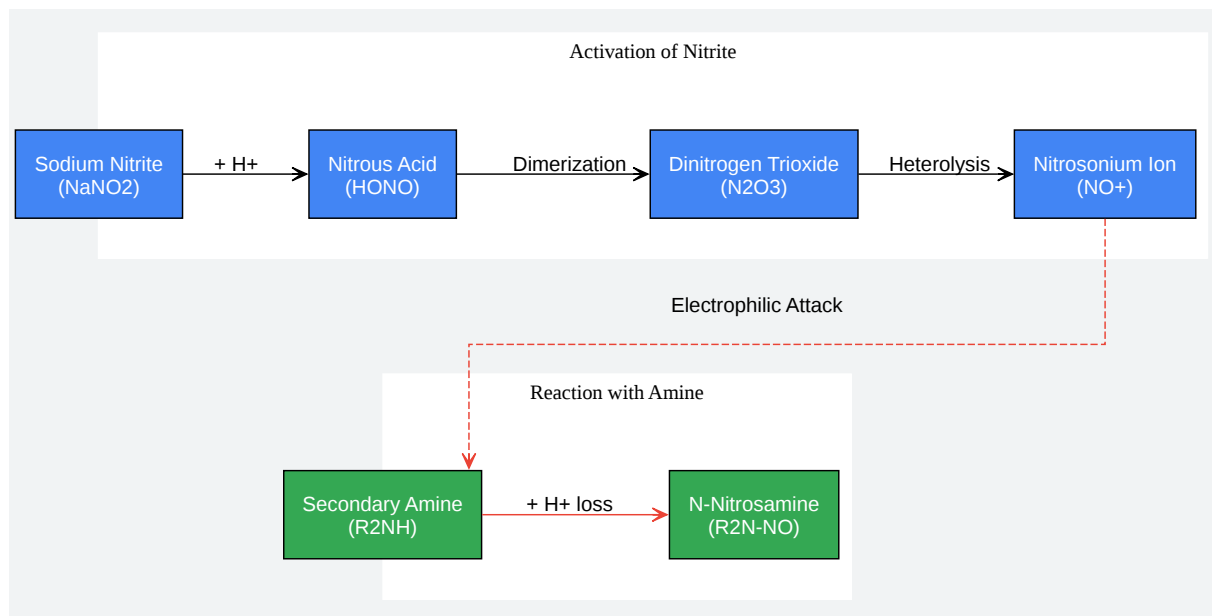 Activation of Nitrite
Sodium Nitrite
(NaNO2)
+ H+
Nitrous Acid
(HONO)
Dimerization
Dinitrogen Trioxide
(N2O3)
Heterolysis
Nitrosonium Ion
(NO+)
Electrophilic Attack
Reaction with Amine
Secondary Amine
(R2NH)
+ H+ loss
N-Nitrosamine
(R2N-NO)